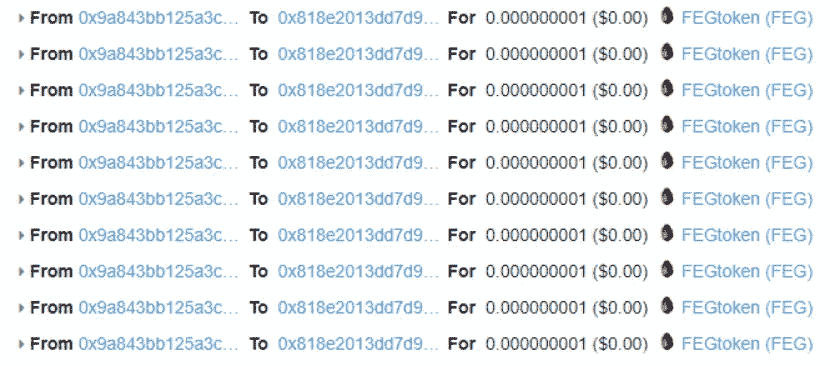 From 0x9a843bb125a3c... To 0x818e2013dd7d9... For 0.000000001 ($0.00) FEGtoken (FEG)
From 0x9a843bb125a3c... To 0x818e2013dd7d9... For 0.000000001 ($0.00) FEGtoken (FEG)
From 0x9a843bb125a3c... To 0x818e2013dd7d9... For 0.000000001 ($0.00) FEGtoken (FEG)
From 0x9a843bb125a3c... To 0x818e2013dd7d9... For 0.000000001 ($0.00) FEGtoken (FEG)
From 0x9a843bb125a3c... To 0x818e2013dd7d9... For 0.000000001 ($0.00) FEGtoken (FEG)
From 0x9a843bb125a3c... To 0x818e2013dd7d9... For 0.000000001 ($0.00) FEGtoken (FEG)
From 0x9a843bb125a3c... To 0x818e2013dd7d9... For 0.000000001 ($0.00) FEGtoken (FEG)
From 0x9a843bb125a3c... To 0x818e2013dd7d9... For 0.000000001 ($0.00) FEGtoken (FEG)
From 0x9a843bb125a3c... To 0x818e2013dd7d9... For 0.000000001 ($0.00) FEGtoken (FEG)
From 0x9a843bb125a3c... To 0x818e2013dd7d9... For 0.000000001 ($0.00) FEGtoken (FEG)